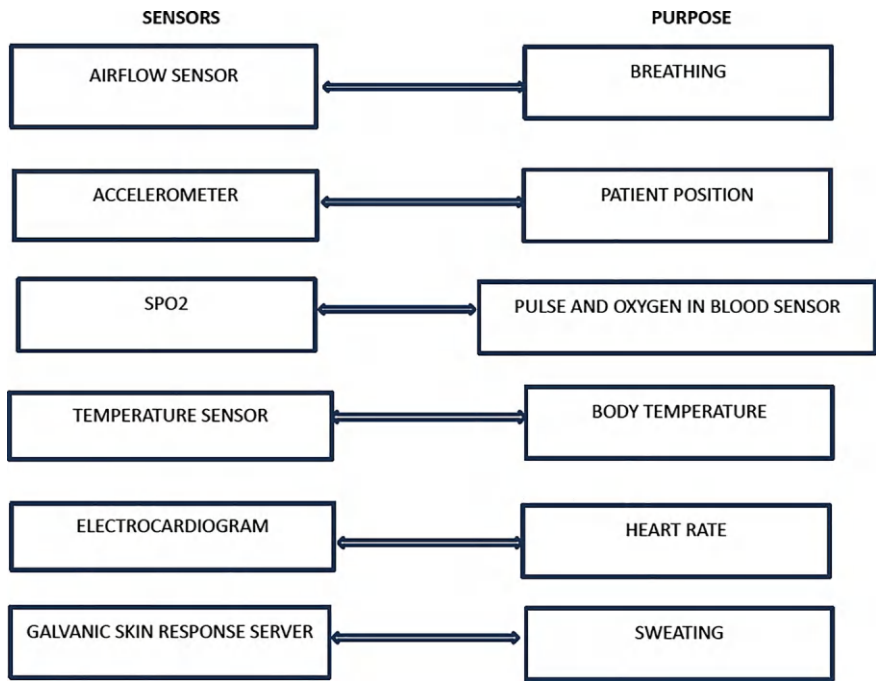 SENSORS
PURPOSE
AIRFLOW SENSOR
BREATHING
ACCELEROMETER
PATIENT POSITION
SPO2
PULSE AND OXYGEN IN BLOOD SENSOR
TEMPERATURE SENSOR
BODY TEMPERATURE
ELECTROCARDIOGRAM
HEART RATE
GALVANIC SKIN RESPONSE SERVER
SWEATING